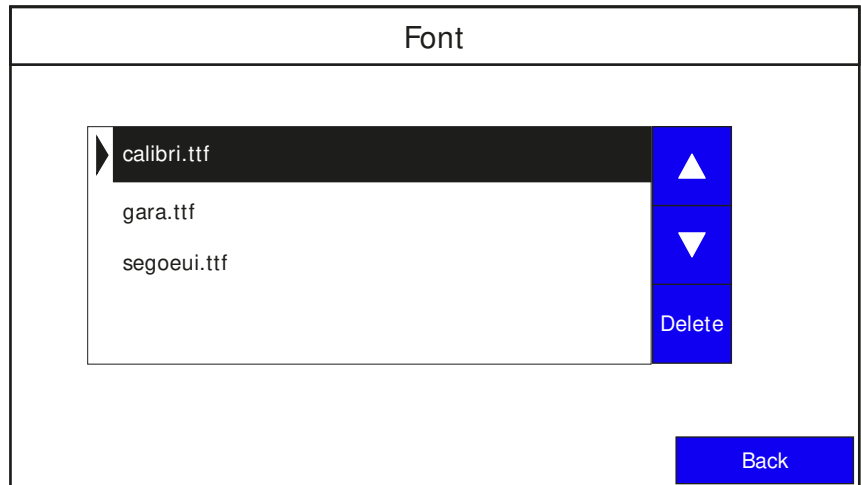 Font
calibri.ttf
gara.ttf
segoeui.ttf
Delete
Back